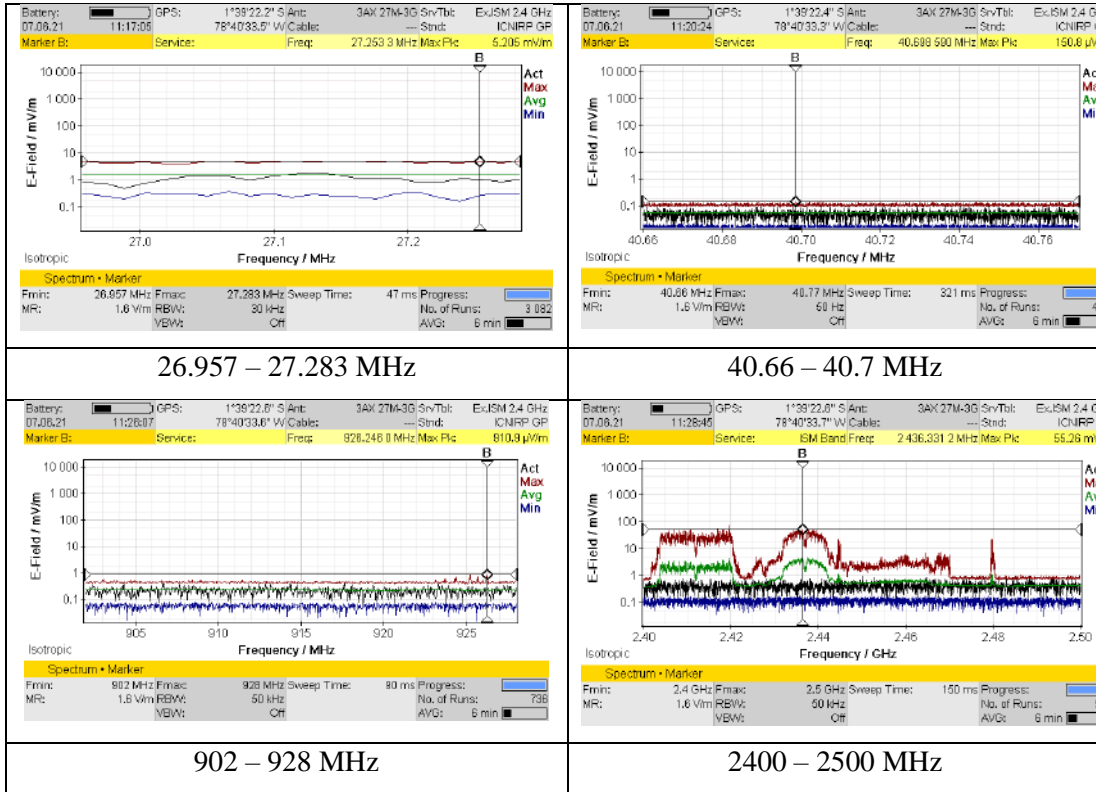 Battery: GPS: 1°39'22.2" S Ant: 3AX 27M-3G SrvTbl: Ex.ISM 2.4 GHz
07.06.21 11:17:05 78°40'33.5" W Cable: --- Stnd: ICNIRP GP
Marker B: Service: Freq: 27.253 3 MHz Max Pk: 5.205 mV/m
B
10 000
1 000
100
10
1
0.1
E-Field / mV/m
Act
Max
Avg
Min
27.0 27.1 27.2
Isotropic Frequency / MHz
Spectrum • Marker
Fmin: 26.957 MHz Fmax: 27.283 MHz Sweep Time: 47 ms Progress:
MR: 1.6 V/m RBW: 30 kHz No. of Runs: 3 082
VBW: Off AVG: 6 min
26.957 – 27.283 MHz
Battery: GPS: 1°39'22.4" S Ant: 3AX 27M-3G SrvTbl: Ex.ISM 2.4 G
07.06.21 11:20:24 78°40'33.3" W Cable: --- Stnd: ICNIRP
Marker B: Service: Freq: 40.698 590 MHz Max Pk: 150.8 µV
B
10 000
1 000
100
10
1
0.1
E-Field / mV/m
Act
Ma
Av
Mi
40.66 40.68 40.70 40.72 40.74 40.76
Isotropic Frequency / MHz
Spectrum • Marker
Fmin: 40.66 MHz Fmax: 40.77 MHz Sweep Time: 321 ms Progress:
MR: 1.6 V/m RBW: 50 Hz No. of Runs:
VBW: Off AVG: 6 min
40.66 – 40.7 MHz
Battery: GPS: 1°39'22.8" S Ant: 3AX 27M-3G SrvTbl: Ex.ISM 2.4 GHz
07.06.21 11:26:07 78°40'33.6" W Cable: --- Stnd: ICNIRP GP
Marker B: Service: Freq: 926.246 0 MHz Max Pk: 910.9 µV/m
B
10 000
1 000
100
10
1
0.1
E-Field / mV/m
Act
Max
Avg
Min
905 910 915 920 925
Isotropic Frequency / MHz
Spectrum • Marker
Fmin: 902 MHz Fmax: 928 MHz Sweep Time: 90 ms Progress:
MR: 1.6 V/m RBW: 50 kHz No. of Runs: 736
VBW: Off AVG: 6 min
902 – 928 MHz
Battery: GPS: 1°39'22.8" S Ant: 3AX 27M-3G SrvTbl: Ex.ISM 2.4 G
07.06.21 11:28:45 78°40'33.7" W Cable: --- Stnd: ICNIRP
Marker B: Service: ISM Band Freq: 2 436.331 2 MHz Max Pk: 55.26 m
B
10 000
1 000
100
10
1
0.1
E-Field / mV/m
Act
Ma
Av
Mi
2.40 2.42 2.44 2.46 2.48 2.50
Isotropic Frequency / GHz
Spectrum • Marker
Fmin: 2.4 GHz Fmax: 2.5 GHz Sweep Time: 150 ms Progress:
MR: 1.6 V/m RBW: 50 kHz No. of Runs:
VBW: Off AVG: 6 min
2400 – 2500 MHz